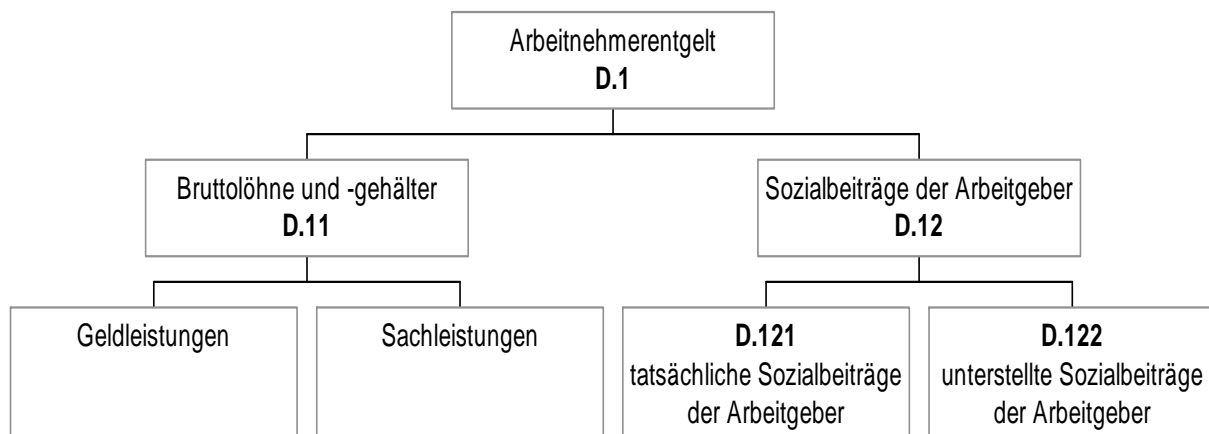 Arbeitnehmerentgelt
D.1
Bruttolöhne und -gehälter
D.11
Sozialbeiträge der Arbeitgeber
D.12
Geldleistungen
Sachleistungen
D.121
tatsächliche Sozialbeiträge
der Arbeitgeber
D.122
unterstellte Sozialbeiträge
der Arbeitgeber